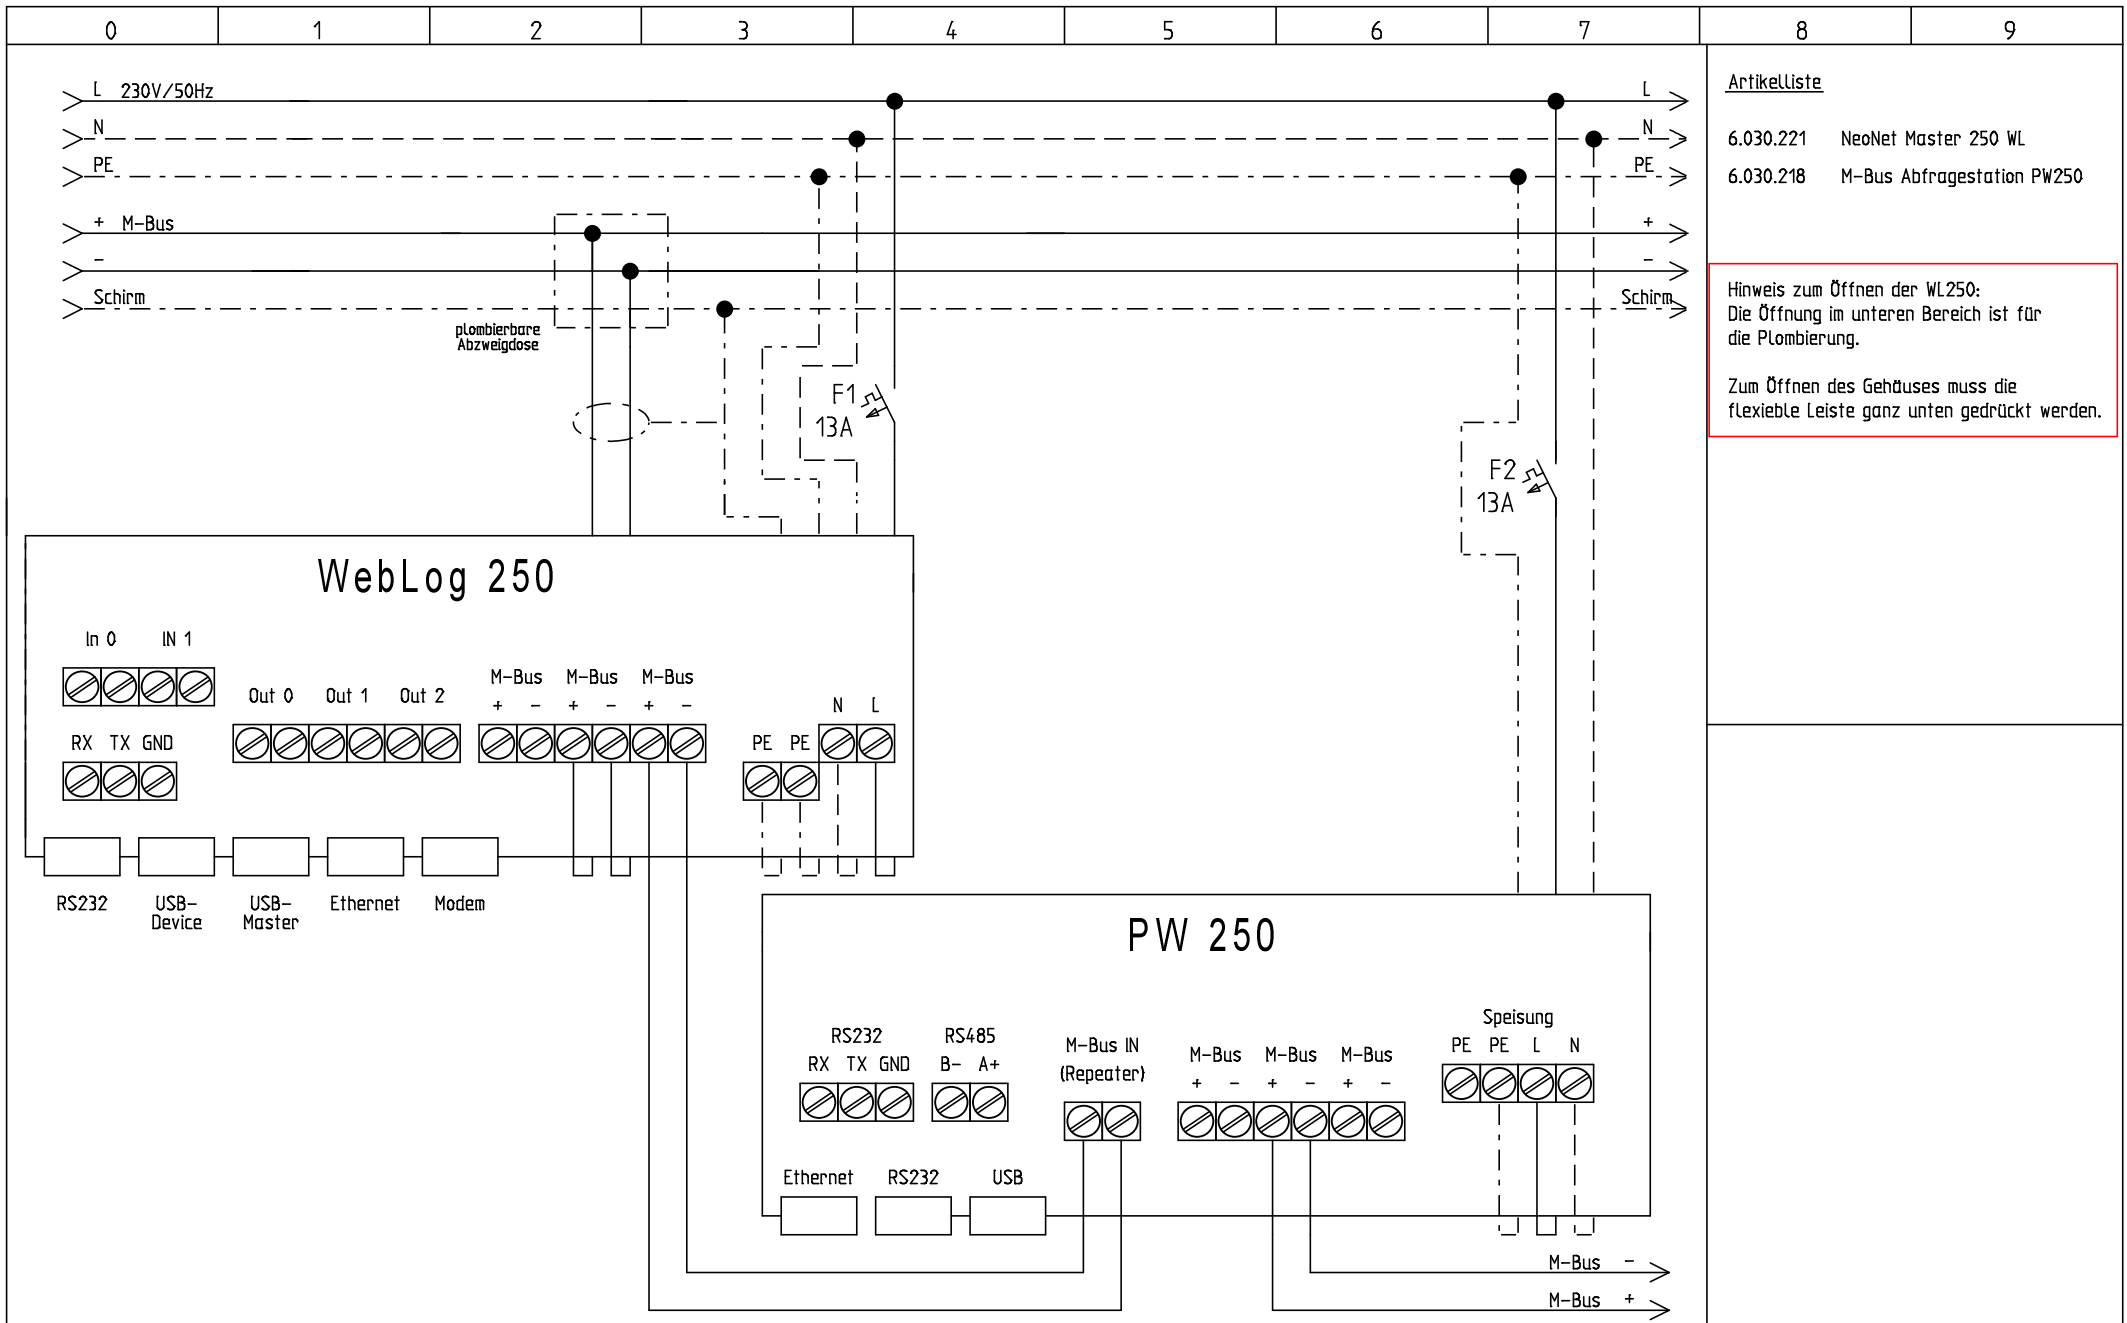 0 1 2 3 4 5 6 7 8 9
L 230V/50Hz L
N N
PE PE
+ M-Bus +
- -
Schirm Schirm
plombierbare
Abzweigdose
F1
13A
F2
13A
Artikelliste
6.030.221 NeoNet Master 250 WL
6.030.218 M-Bus Abfragestation PW250
Hinweis zum Öffnen der WL250:
Die Öffnung im unteren Bereich ist für
die Plombierung.
Zum Öffnen des Gehäuses muss die
flexieble Leiste ganz unten gedrückt werden.
WebLog 250
In 0 IN 1
Out 0 Out 1 Out 2
M-Bus M-Bus M-Bus
+ - + - + -
N L
RX TX GND
PE PE
RS232
USB-
Device
USB-
Master
Ethernet
Modem
PW 250
RS232
RX TX GND
RS485
B- A+
M-Bus IN
(Repeater)
M-Bus M-Bus M-Bus
+ - + - + -
Speisung
PE PE L N
Ethernet RS232 USB
M-Bus -
M-Bus +